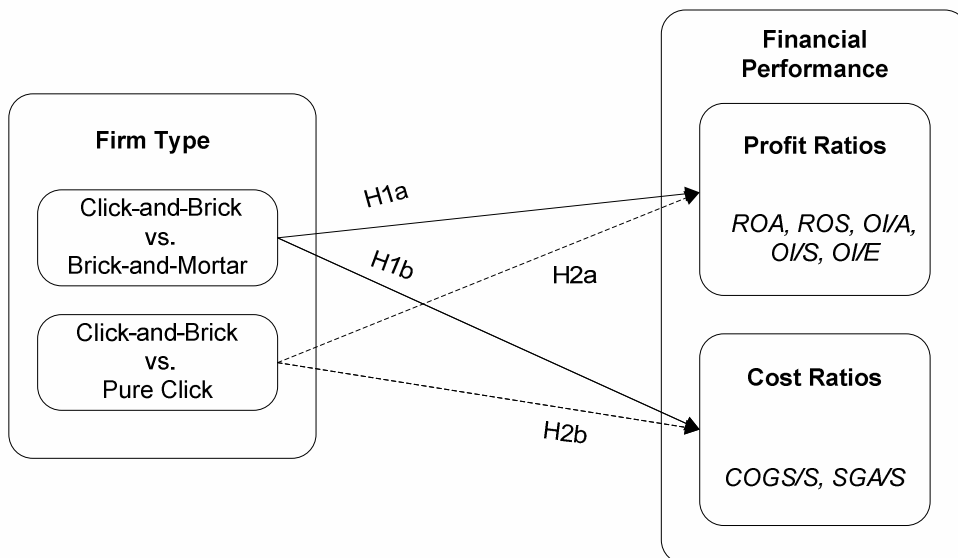 Firm Type
Click-and-Brick
vs.
Brick-and-Mortar
Click-and-Brick
vs.
Pure Click
H1a
H1b
H2a
H2b
Financial
Performance
Profit Ratios
ROA, ROS, OI/A,
OI/S, OI/E
Cost Ratios
COGS/S, SGA/S